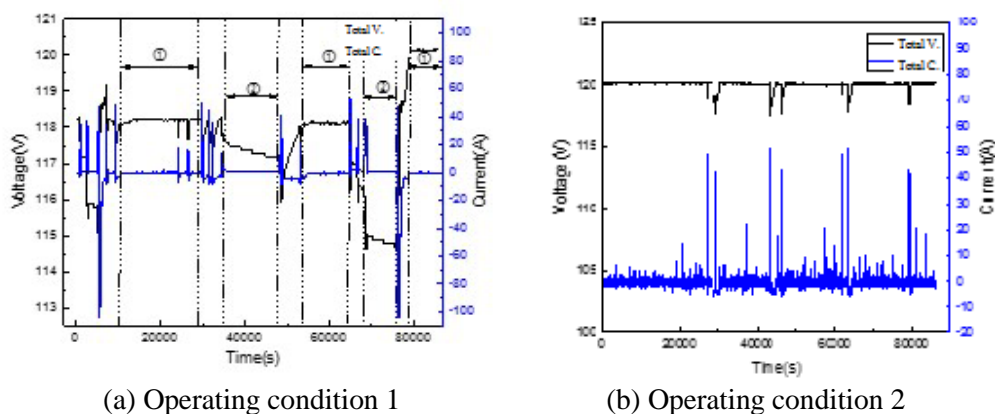 Total V.
Total C.
① ② ① ② ①
121
120
119
118
117
116
115
114
113
Voltage(V)
100
80
60
40
20
0
-20
-40
-60
-80
-100
Current(A)
0 20000 40000 60000 80000
Time(s)
(a) Operating condition 1
Total V.
Total C.
125
120
115
110
105
100
Voltage (V)
100
90
80
70
60
50
40
30
20
10
0
-10
-20
Current(A)
0 20000 40000 60000 80000
Time(s)
(b) Operating condition 2